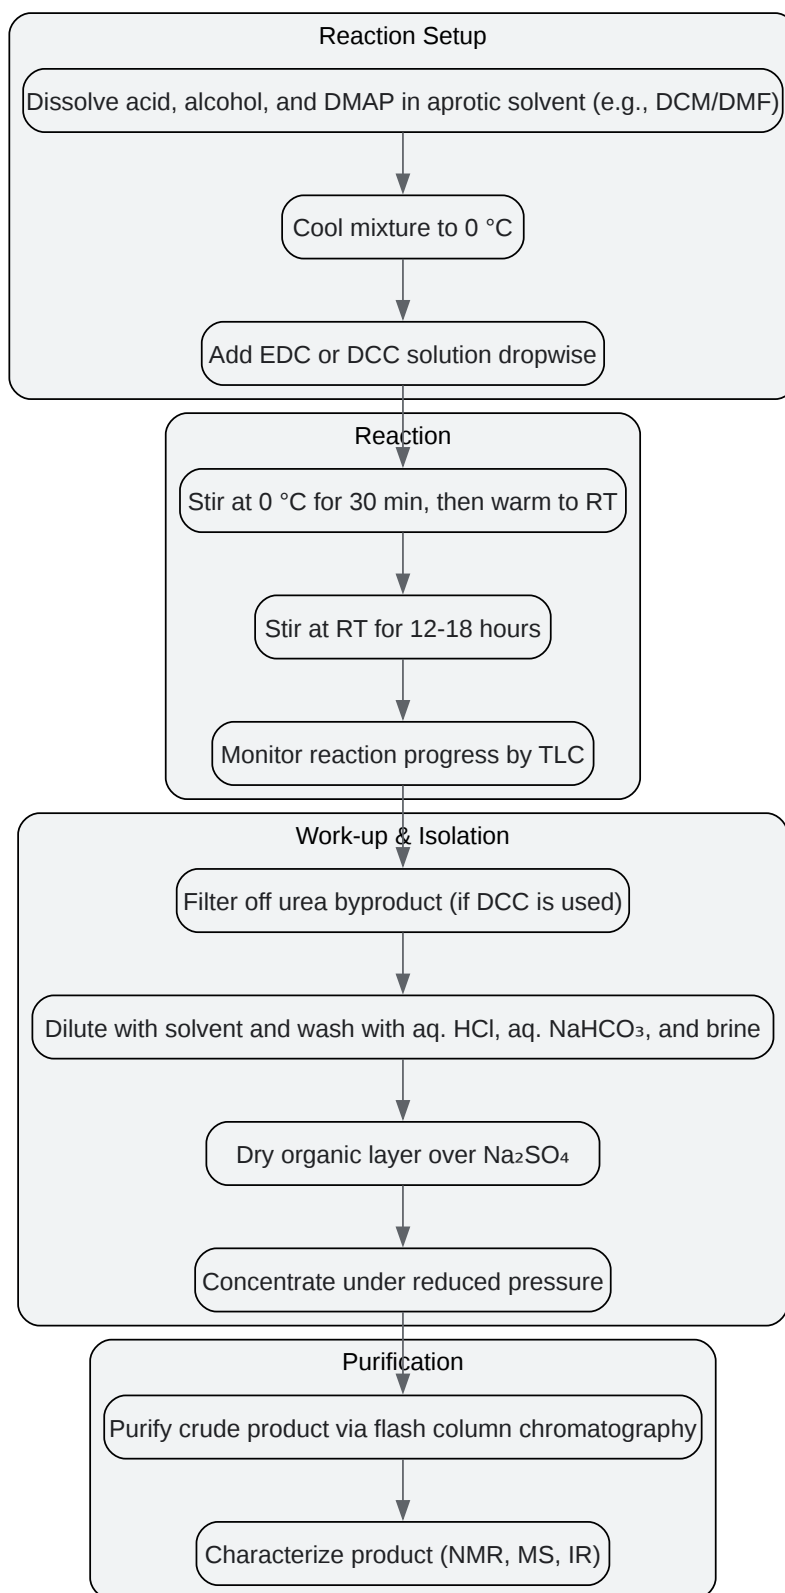 Reaction Setup
Dissolve acid, alcohol, and DMAP in aprotic solvent (e.g., DCM/DMF)
Cool mixture to 0 °C
Add EDC or DCC solution dropwise
Reaction
Stir at 0 °C for 30 min, then warm to RT
Stir at RT for 12-18 hours
Monitor reaction progress by TLC
Work-up & Isolation
Filter off urea byproduct (if DCC is used)
Dilute with solvent and wash with aq. HCl, aq. NaHCO₃, and brine
Dry organic layer over Na₂SO₄
Concentrate under reduced pressure
Purification
Purify crude product via flash column chromatography
Characterize product (NMR, MS, IR)